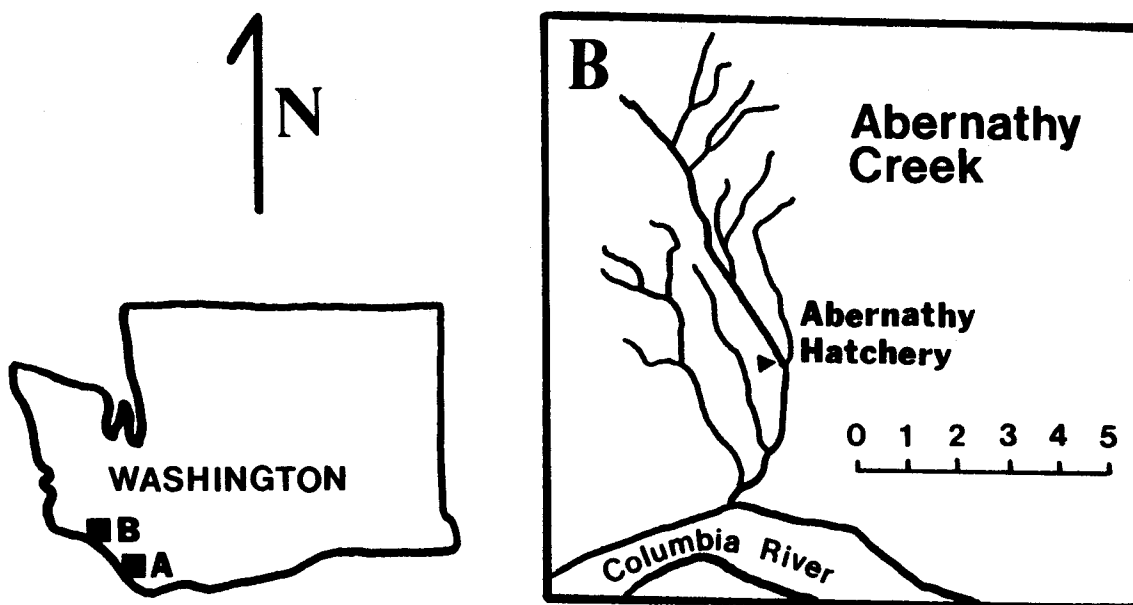 N
WASHINGTON
B
A
B
Abernathy
Creek
Abernathy
Hatchery
0 1 2 3 4 5
Columbia River